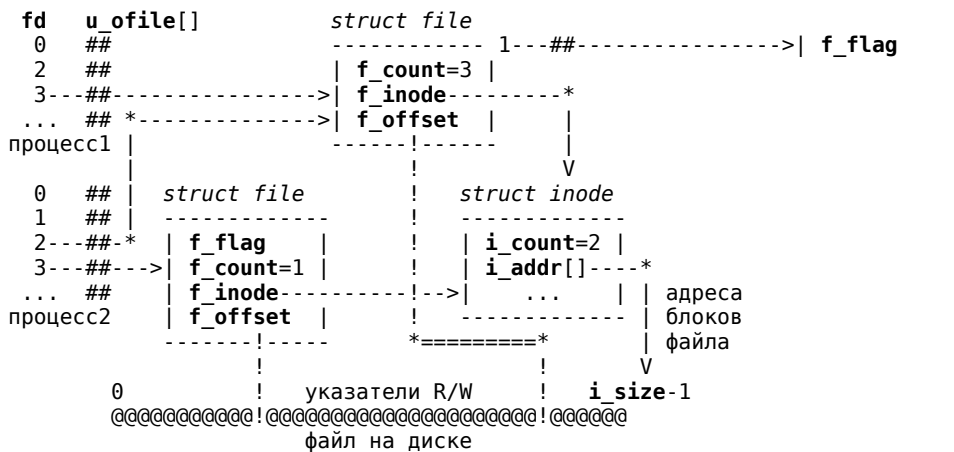 fd   u_ofile[]          struct file
0   ##                 ------------ 1---##---------------->| f_flag
2   ##                 | f_count=3 |
3---##---------------->| f_inode---------*
...  ## *-------------->| f_offset  |    |
процесс1 |               ------!------    |
|                      !         V
0   ## |  struct file         !   struct inode
1   ## |  -------------       !   -------------
2---##-*  | f_flag    |       !   | i_count=2 |
3---##--->| f_count=1 |       !   | i_addr[]----*
...  ##    | f_inode----------!-->|    ...    | | адреса
процесс2    | f_offset  |      !   ------------- | блоков
-------!-----      *=========*       | файла
!                     !       V
0          !   указатели R/W     !   i_size-1
@@@@@@@@@@@!@@@@@@@@@@@@@@@@@@@@@!@@@@@@
файл на диске